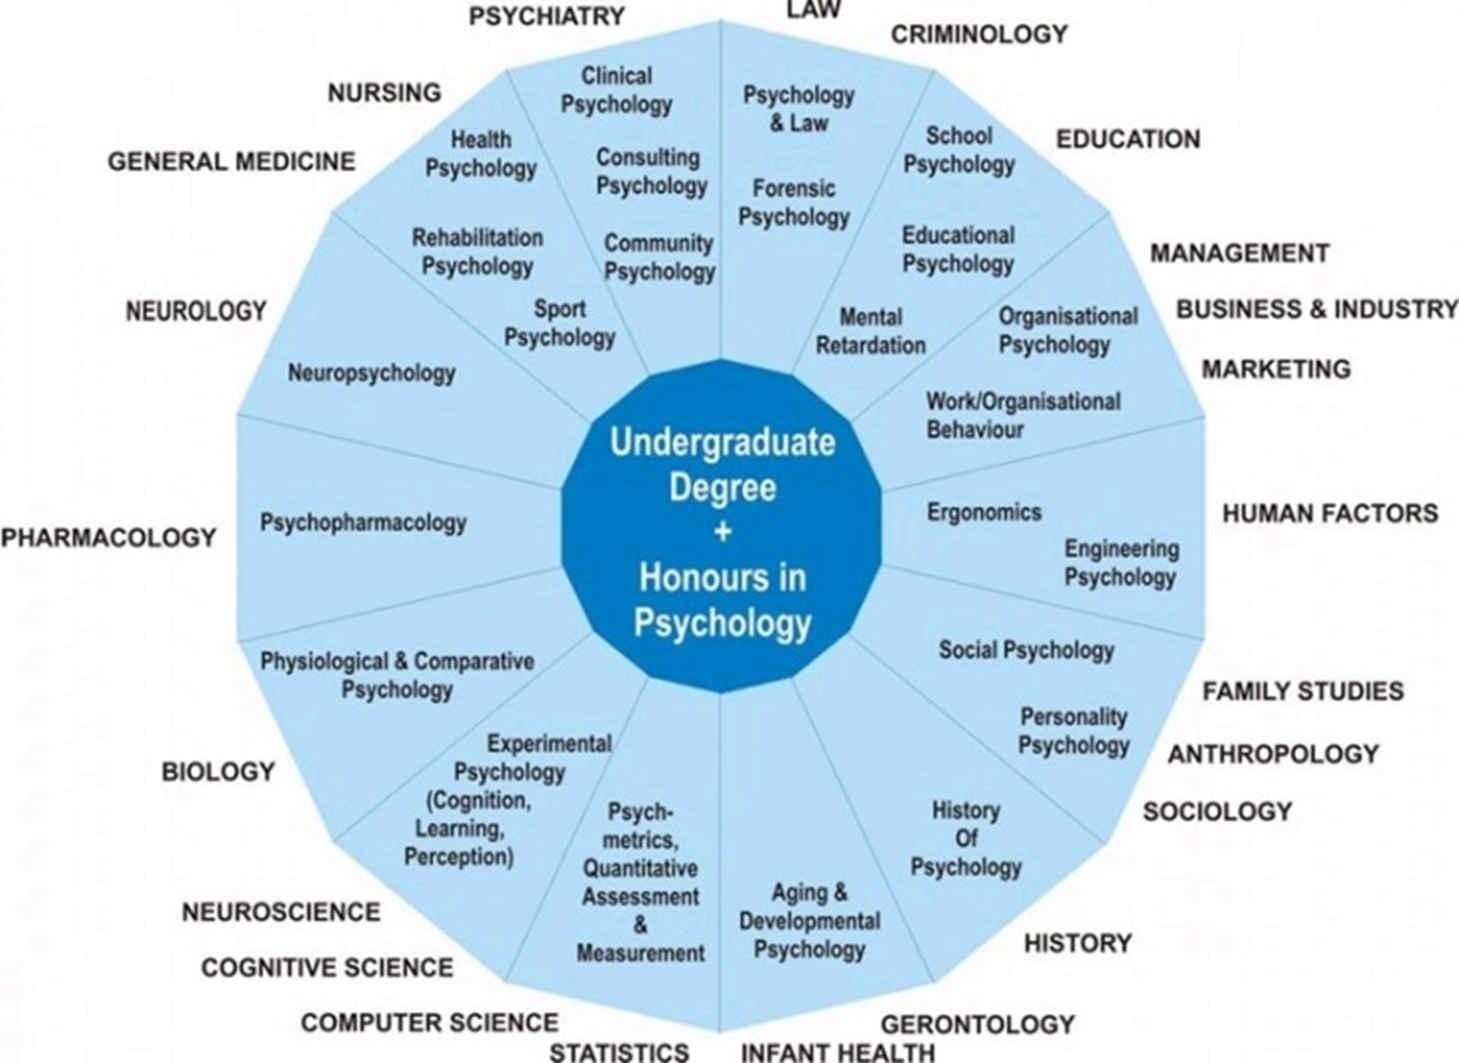 PSYCHIATRY
LAW
CRIMINOLOGY
NURSING
GENERAL MEDICINE
EDUCATION
MANAGEMENT
BUSINESS & INDUSTRY
MARKETING
NEUROLOGY
PHARMACOLOGY
HUMAN FACTORS
FAMILY STUDIES
ANTHROPOLOGY
SOCIOLOGY
BIOLOGY
NEUROSCIENCE
COGNITIVE SCIENCE
COMPUTER SCIENCE
STATISTICS
INFANT HEALTH
GERONTOLOGY
HISTORY
Clinical
Psychology
Consulting
Psychology
Community
Psychology
Psychology
& Law
Forensic
Psychology
School
Psychology
Educational
Psychology
Mental
Retardation
Organisational
Psychology
Work/Organisational
Behaviour
Ergonomics
Engineering
Psychology
Social Psychology
Personality
Psychology
History
Of
Psychology
Aging &
Developmental
Psychology
Psych-
metrics,
Quantitative
Assessment
&
Measurement
Experimental
Psychology
(Cognition,
Learning,
Perception)
Physiological & Comparative
Psychology
Psychopharmacology
Neuropsychology
Health
Psychology
Rehabilitation
Psychology
Sport
Psychology
Undergraduate
Degree
+
Honours in
Psychology